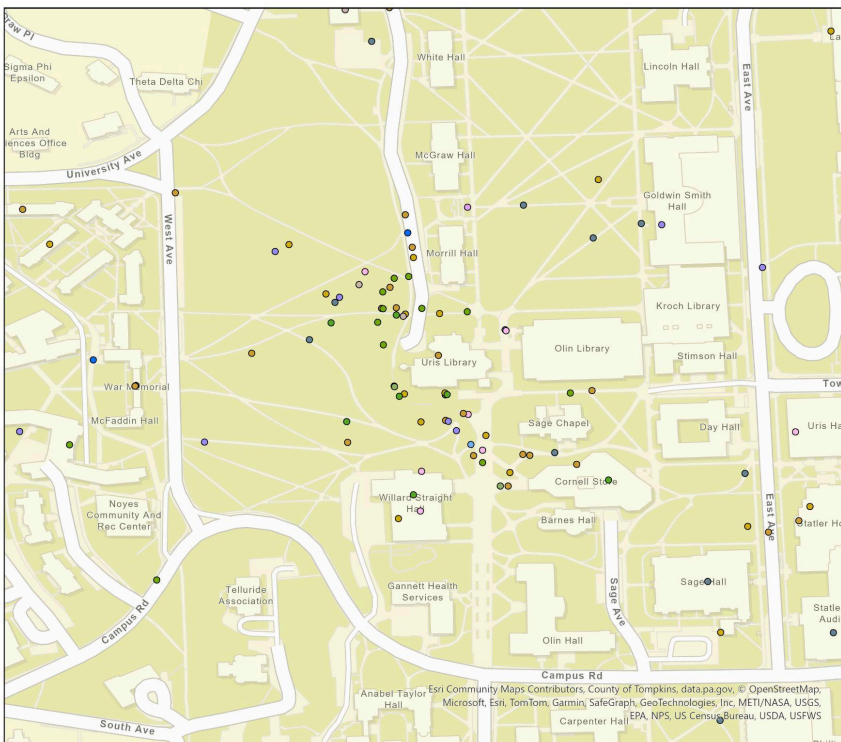 Draw Pl
Sigma Phi
Epsilon
Theta Delta Chi
White Hall
Lincoln Hall
East Ave
Arts And
iences Office
Bldg
University Ave
McGraw Hall
Goldwin Smith
Hall
West Ave
Morrill Hall
Kroch Library
Uris Library
Olin Library
Stimson Hall
War Memorial
Tow
McFaddin Hall
Sage Chapel
Day Hall
Uris Ha
Cornell Store
Noyes
Community And
Rec Center
Willard Straight
Hall
Barnes Hall
East Ave
Statler Ho
Telluride
Association
Gannett Health
Services
Sage Ave
Sage Hall
Statle
Audi
Campus Rd
Olin Hall
Campus Rd
Anabel Taylor
Hall
South Ave
Carpenter Hall
Esri Community Maps Contributors, County of Tompkins, data.pa.gov, © OpenStreetMap,
Microsoft, Esri, TomTom, Garmin, SafeGraph, GeoTechnologies, Inc, METI/NASA, USGS,
EPA, NPS, US Census Bureau, USDA, USFWS